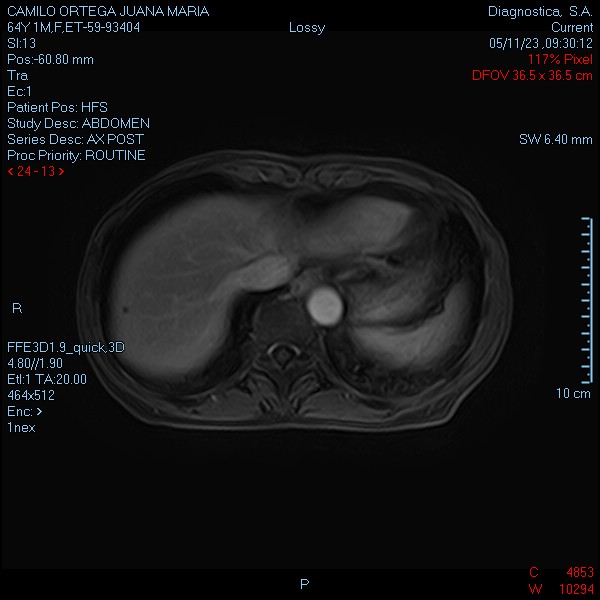 CAMILO ORTEGA JUANA MARIA
64Y 1M,F,ET-59-93404
Sl:13
Pos:-60.80 mm
Tra
Ec:1
Patient Pos: HFS
Study Desc: ABDOMEN
Series Desc: AX POST
Proc Priority: ROUTINE
< 24 - 13 >
Lossy
Diagnostica, S.A.
Current
05/11/23 ,09:30:12
117% Pixel
DFOV 36.5 x 36.5 cm
SW 6.40 mm
R
10 cm
FFE3D1.9_quick,3D
4.80//1.90
Etl:1 TA:20.00
464x512
Enc: >
1nex
P
C 4853
W 10294